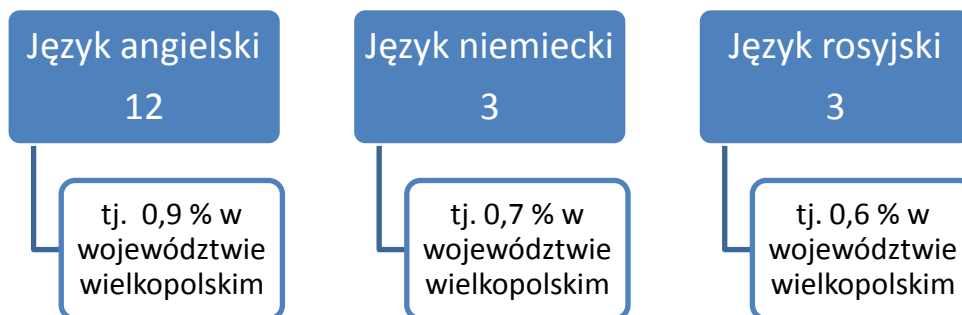 Język angielski
12
tj.  0,9 % w
województwie
wielkopolskim
Język niemiecki
3
tj. 0,7 % w
województwie
wielkopolskim
Język rosyjski
3
tj. 0,6 % w
województwie
wielkopolskim